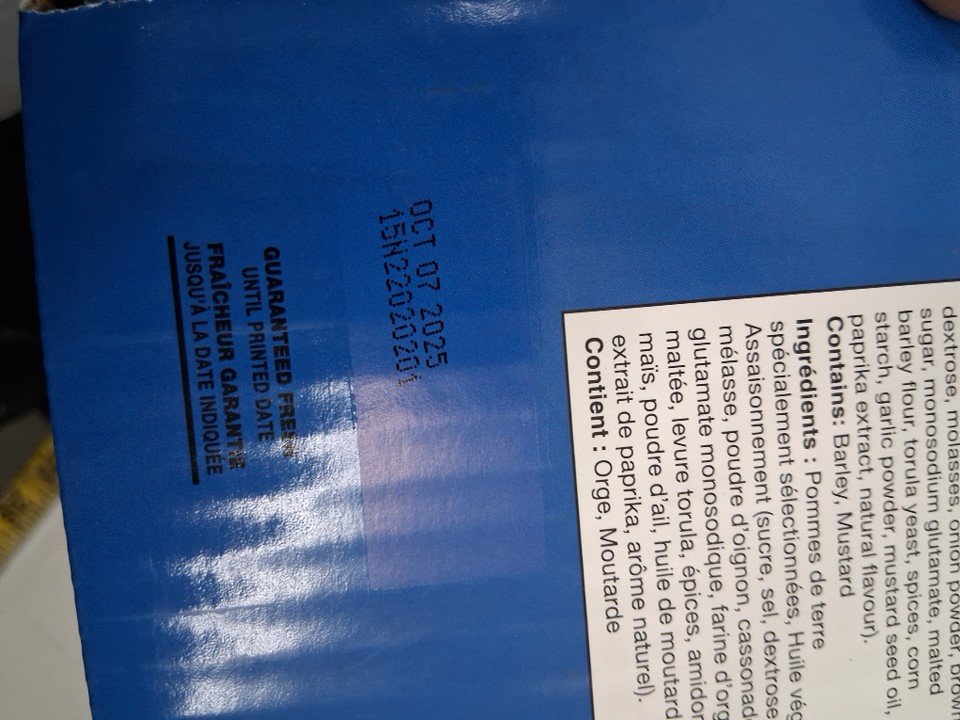 dextrose, molasses, onion powder, brown
sugar, monosodium glutamate, malted
barley flour, torula yeast, spices, corn
starch, garlic powder, mustard seed oil,
paprika extract, natural flavour).
Contains: Barley, Mustard
Ingrédients : Pommes de terre
spécialement sélectionnées, Huile vég
Assaisonnement (sucre, sel, dextrose
mélasse, poudre d'oignon, cassonad
glutamate monosodique, farine d'org
maltée, levure torula, épices, amidon
maïs, poudre d'ail, huile de moutard
extrait de paprika, arôme naturel).
Contient : Orge, Moutarde
OCT 07 2025
15N22020201
GUARANTEED FRESH
UNTIL PRINTED DATE
FRAÎCHEUR GARANTIE
JUSQU'À LA DATE INDIQUÉE